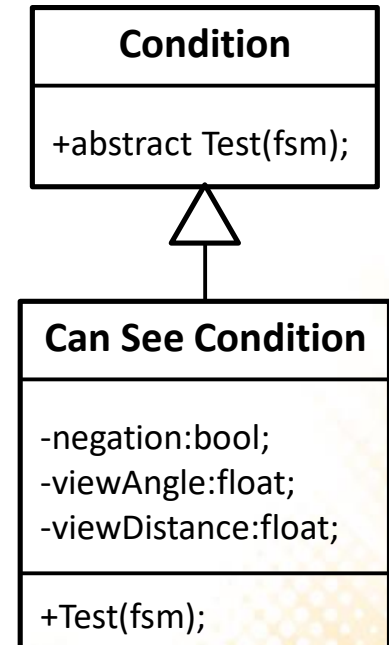 Condition
+abstract Test(fsm);
Can See Condition
-negation:bool;
-viewAngle:float;
-viewDistance:float;
+Test(fsm);